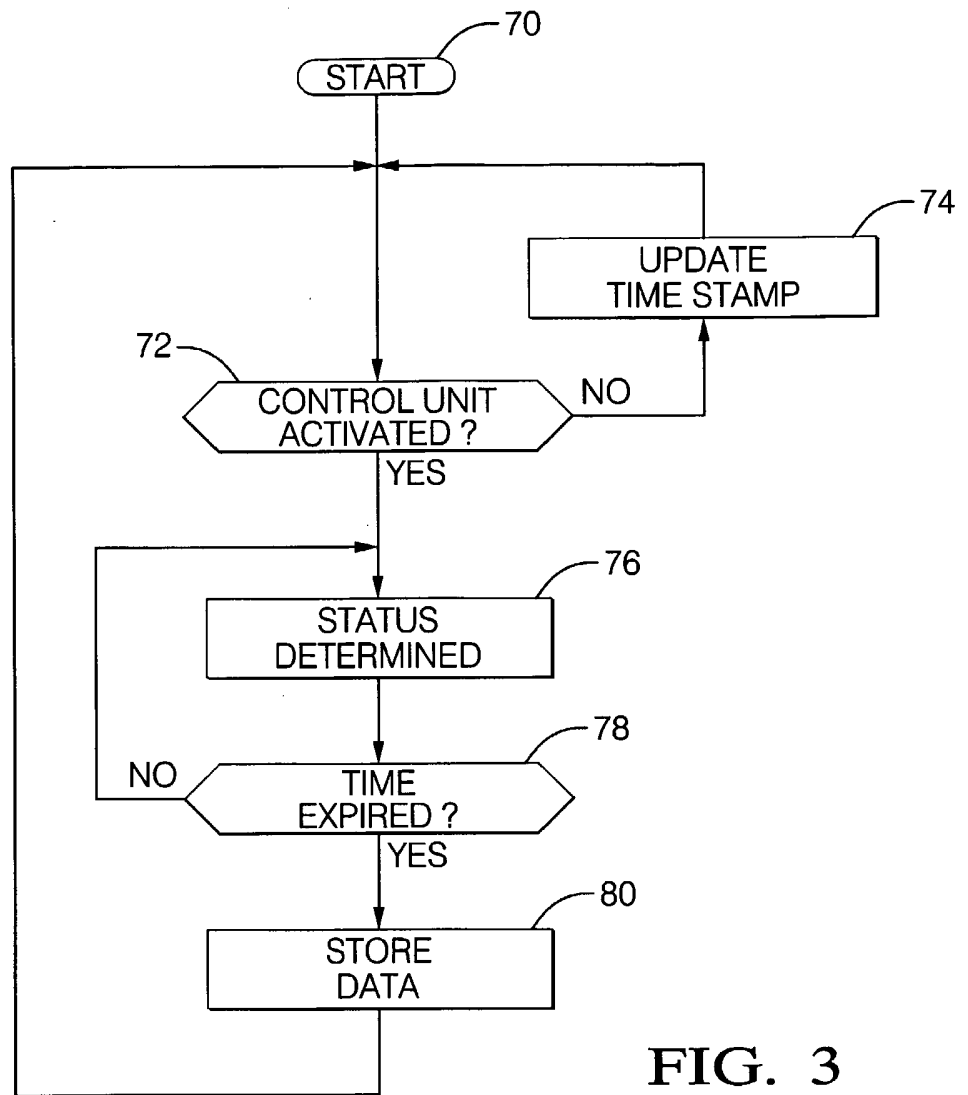 70
START
74
UPDATE
TIME STAMP
72
CONTROL UNIT
ACTIVATED ?
NO
YES
76
STATUS
DETERMINED
78
NO
TIME
EXPIRED ?
YES
80
STORE
DATA
FIG. 3